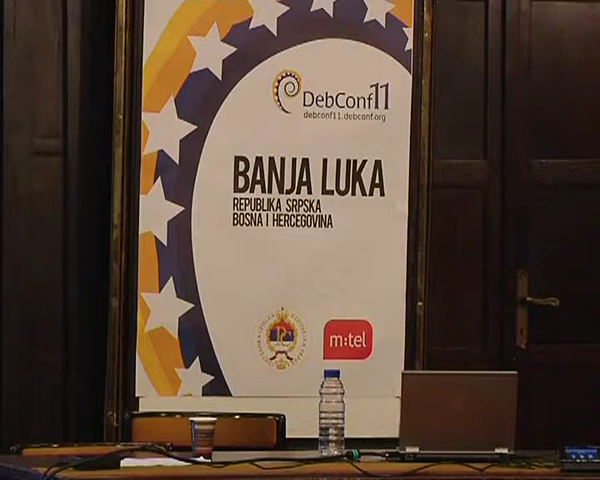 DebConf11
debconf11.debconf.org
BANJA LUKA
REPUBLIKA SRPSKA
BOSNA I HERCEGOVINA
m:tel